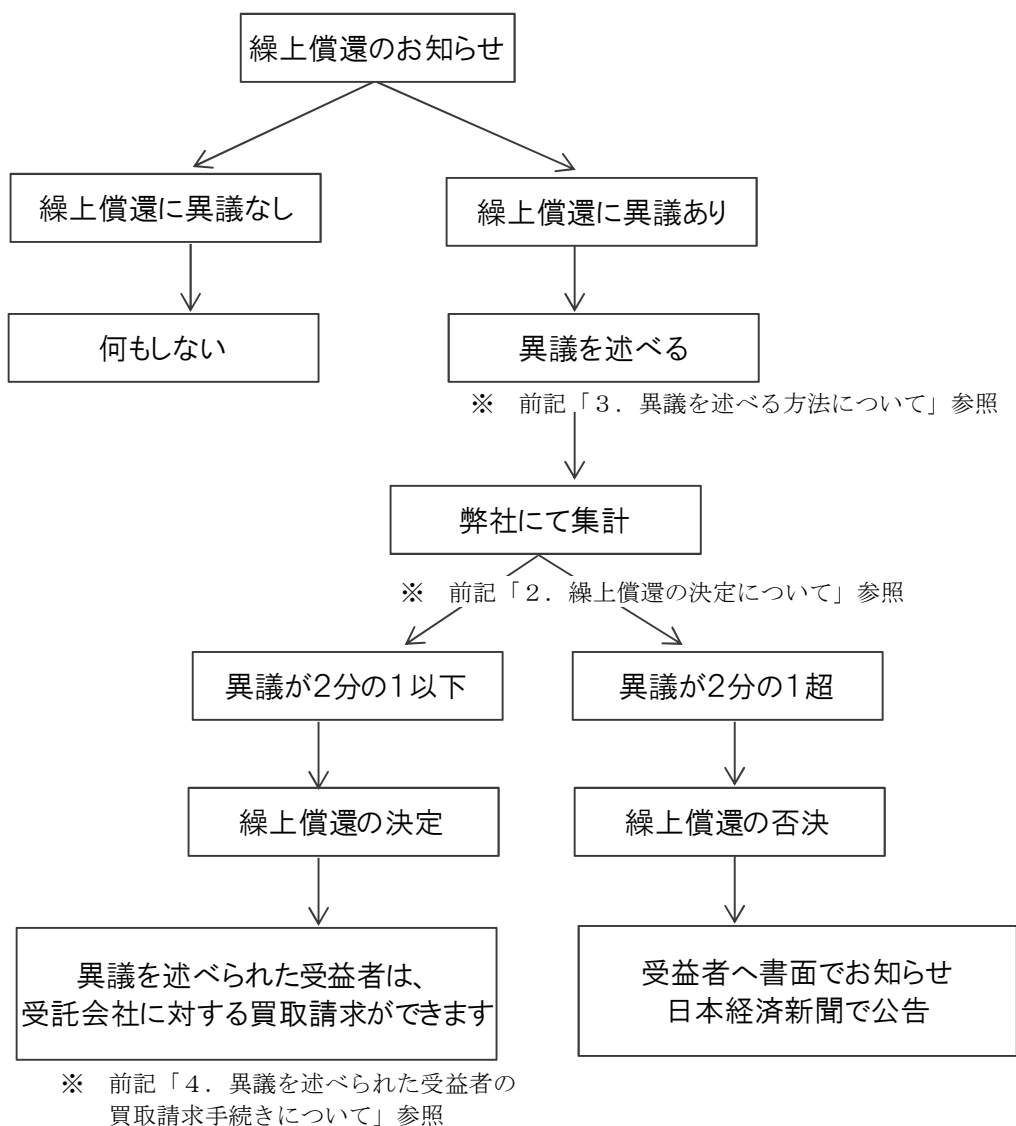 繰上償還のお知らせ
繰上償還に異議なし
繰上償還に異議あり
何もしない
異議を述べる
※　前記「３．異議を述べる方法について」参照
弊社にて集計
※　前記「２．繰上償還の決定について」参照
異議が２分の１以下
異議が２分の１超
繰上償還の決定
繰上償還の否決
異議を述べられた受益者は、
受託会社に対する買取請求ができます
受益者へ書面でお知らせ
日本経済新聞で公告
※　前記「４．異議を述べられた受益者の
買取請求手続きについて」参照